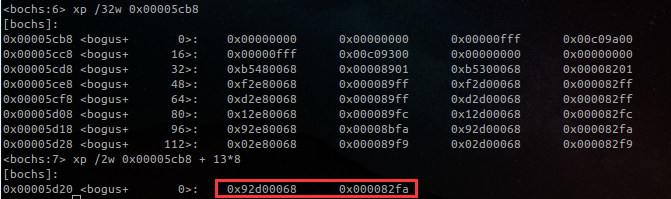 <bochs:6> xp /32w 0x00005cb8
[bochs]:
0x00005cb8 <bogus+       0>:    0x00000000    0x00000000    0x00000fff    0x00c09a00
0x00005cc8 <bogus+      16>:    0x00000fff    0x00c09300    0x00000000    0x00000000
0x00005cd8 <bogus+      32>:    0xb5480068    0x00008901    0xb5300068    0x00008201
0x00005ce8 <bogus+      48>:    0xf2e80068    0x000089ff    0xf2d00068    0x000082ff
0x00005cf8 <bogus+      64>:    0xd2e80068    0x000089ff    0xd2d00068    0x000082ff
0x00005d08 <bogus+      80>:    0x12e80068    0x000089fc    0x12d00068    0x000082fc
0x00005d18 <bogus+      96>:    0x92e80068    0x00008bfa    0x92d00068    0x000082fa
0x00005d28 <bogus+     112>:    0x02e80068    0x000089f9    0x02d00068    0x000082f9
<bochs:7> xp /2w 0x00005cb8 + 13*8
[bochs]:
0x00005d20 <bogus+       0>:    0x92d00068    0x000082fa